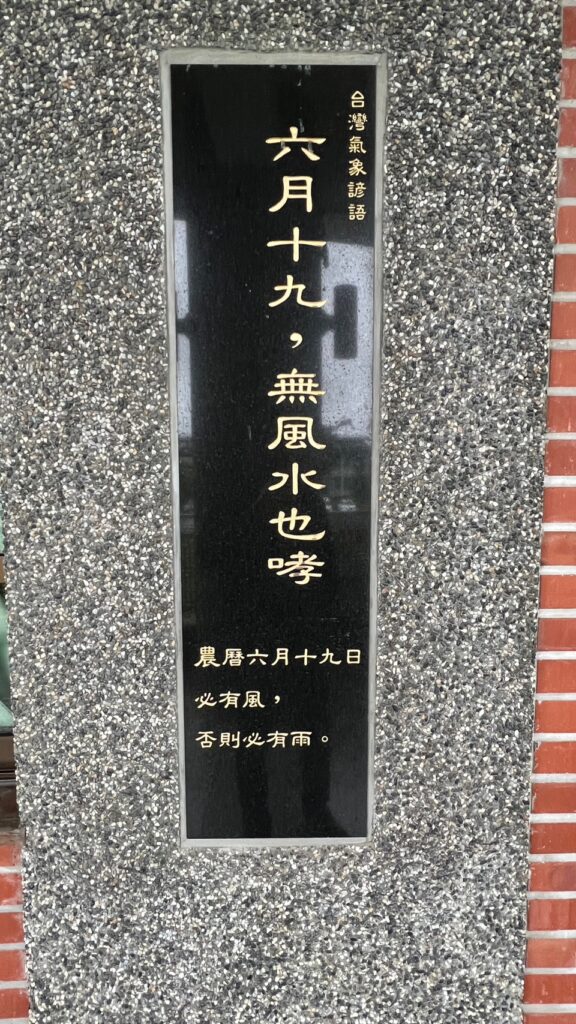 台灣氣象諺語
六月十九，無風水也哮
農曆六月十九日
必有風，
否則必有雨。